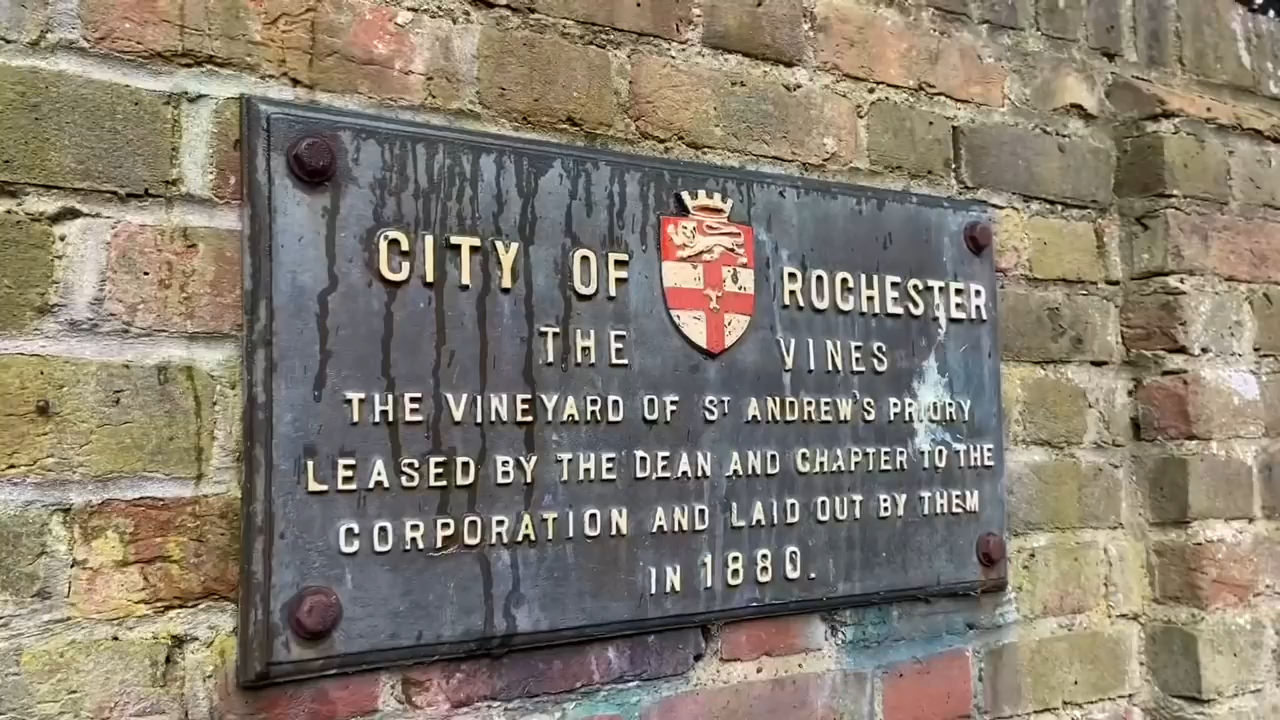 CITY OF ROCHESTER
THE VINES
THE VINEYARD OF ST ANDREW'S PRIORY
LEASED BY THE DEAN AND CHAPTER TO THE
CORPORATION AND LAID OUT BY THEM
IN 1880.